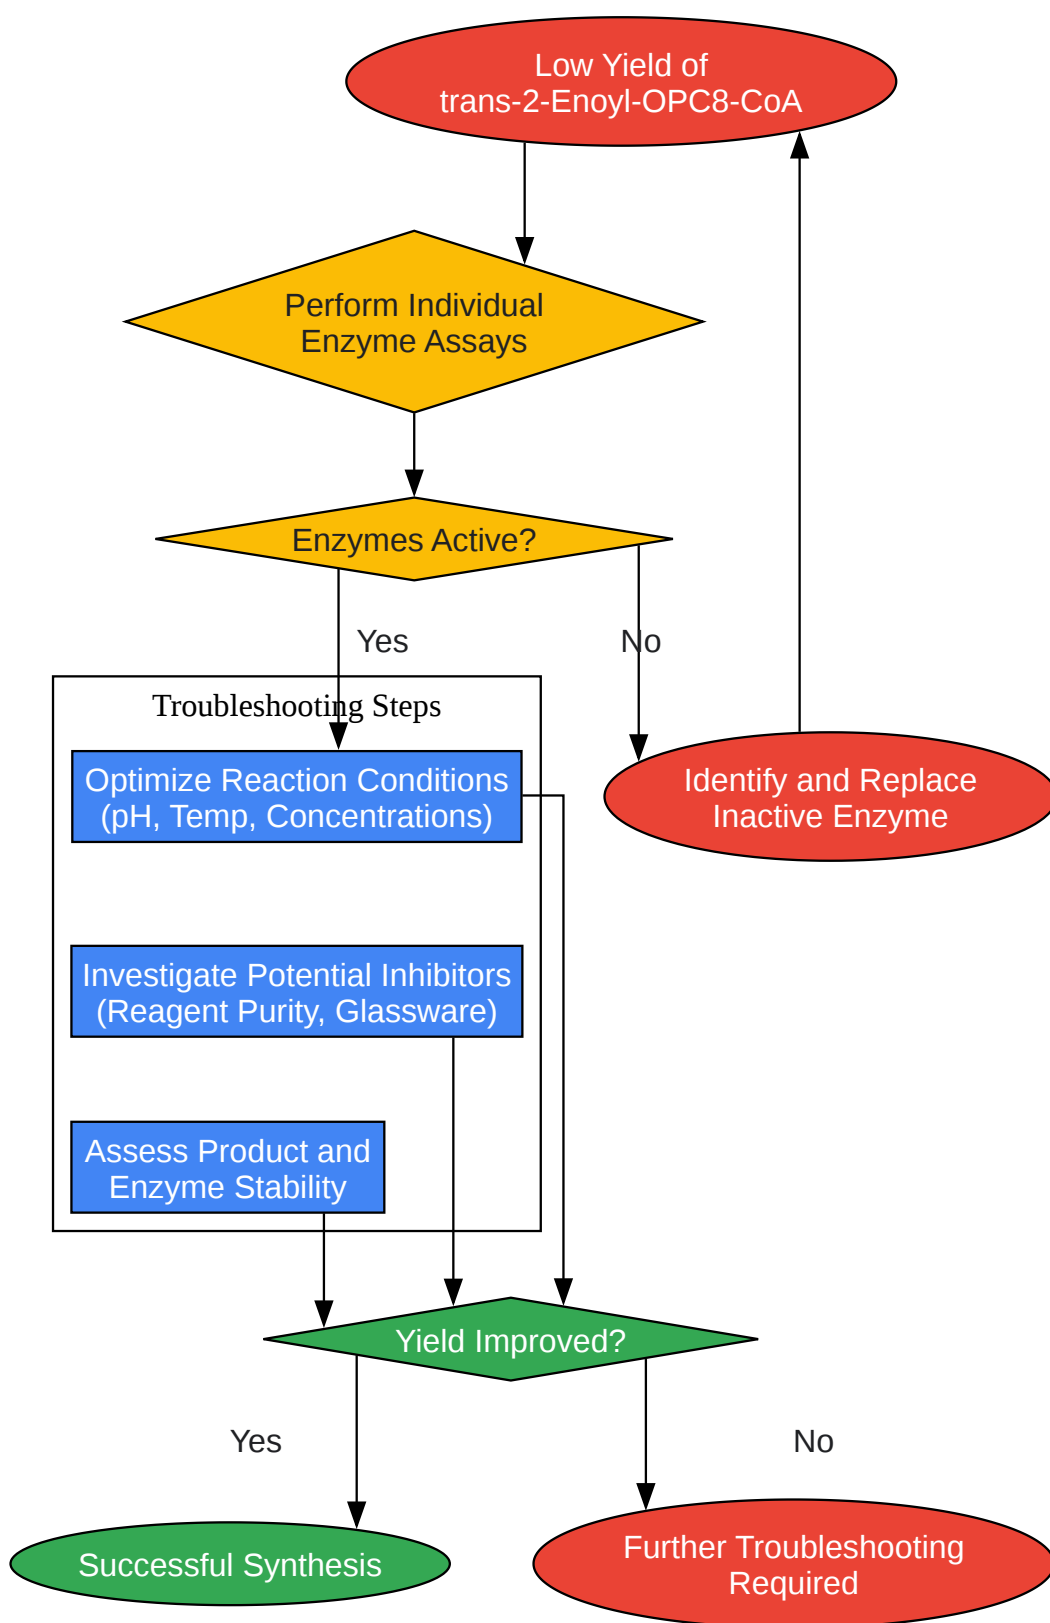 Low Yield of
trans-2-Enoyl-OPC8-CoA
Perform Individual
Enzyme Assays
Enzymes Active?
Yes
No
Troubleshooting Steps
Optimize Reaction Conditions
(pH, Temp, Concentrations)
Identify and Replace
Inactive Enzyme
Investigate Potential Inhibitors
(Reagent Purity, Glassware)
Assess Product and
Enzyme Stability
Yield Improved?
Yes
No
Successful Synthesis
Further Troubleshooting
Required